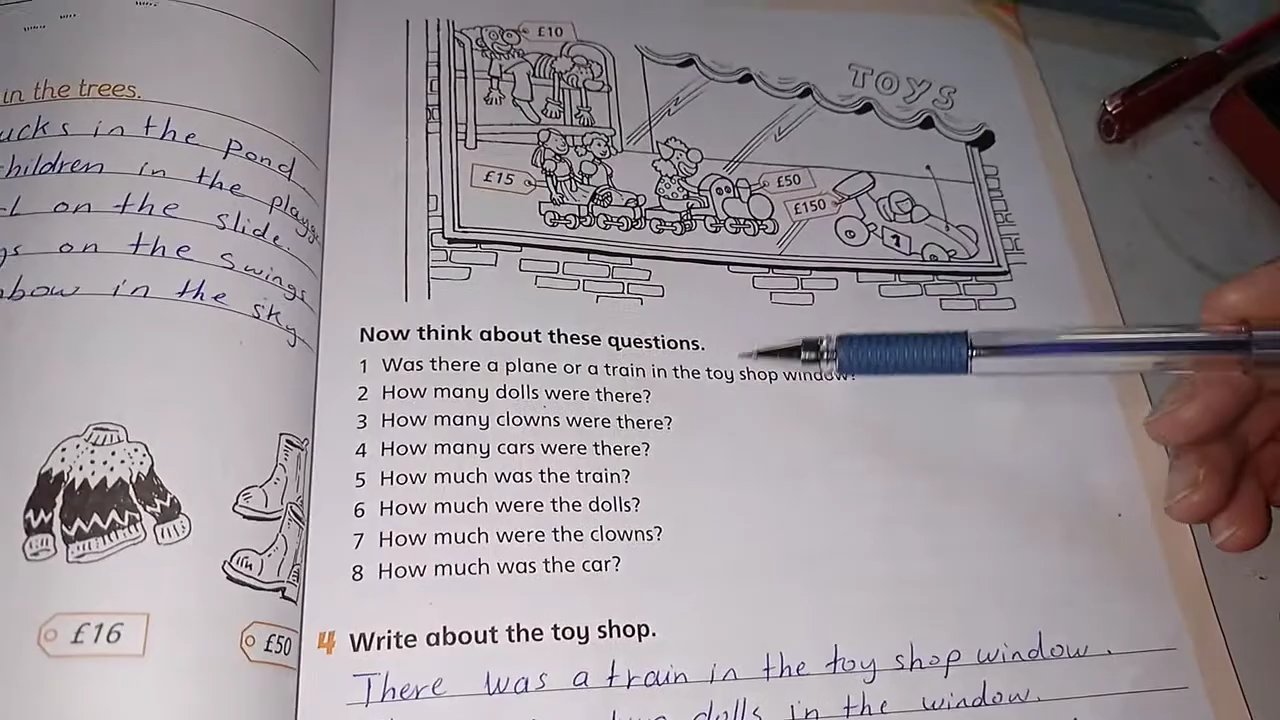 in the trees.
ucks in the pond
children in the playg
l on the slide.
gs on the swings
bow in the sky
£16
£50
£10
TOYS
£15
£50
£150
Now think about these questions.
1 Was there a plane or a train in the toy shop window?
2 How many dolls were there?
3 How many clowns were there?
4 How many cars were there?
5 How much was the train?
6 How much were the dolls?
7 How much were the clowns?
8 How much was the car?
4 Write about the toy shop.
There was a train in the toy shop window.
dolls in the window.